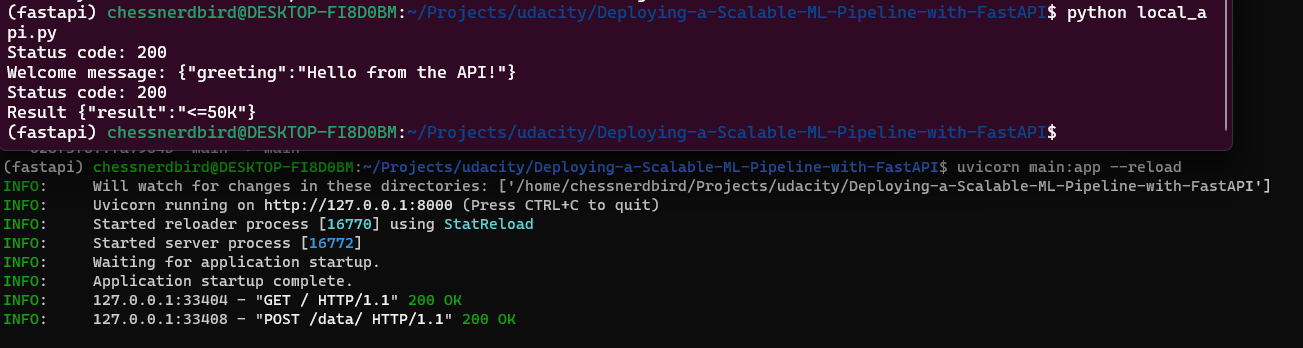 (fastapi) chessnerdbird@DESKTOP-FI8D0BM:~/Projects/udacity/Deploying-a-Scalable-ML-Pipeline-with-FastAPI$ python local_a
pi.py
Status code: 200
Welcome message: {"greeting":"Hello from the API!"}
Status code: 200
Result {"result":"<=50K"}
(fastapi) chessnerdbird@DESKTOP-FI8D0BM:~/Projects/udacity/Deploying-a-Scalable-ML-Pipeline-with-FastAPI$
main -> main
(fastapi) chessnerdbird@DESKTOP-FI8D0BM:~/Projects/udacity/Deploying-a-Scalable-ML-Pipeline-with-FastAPI$ uvicorn main:app --reload
INFO: Will watch for changes in these directories: ['/home/chessnerdbird/Projects/udacity/Deploying-a-Scalable-ML-Pipeline-with-FastAPI']
INFO: Uvicorn running on http://127.0.0.1:8000 (Press CTRL+C to quit)
INFO: Started reloader process [16770] using StatReload
INFO: Started server process [16772]
INFO: Waiting for application startup.
INFO: Application startup complete.
INFO: 127.0.0.1:33404 - "GET / HTTP/1.1" 200 OK
INFO: 127.0.0.1:33408 - "POST /data/ HTTP/1.1" 200 OK